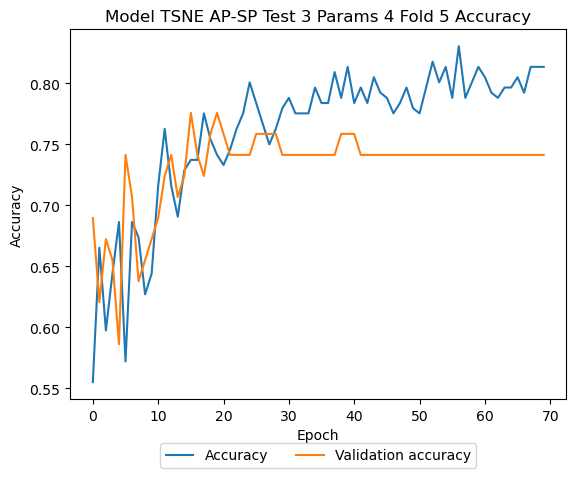 Model TSNE AP-SP Test 3 Params 4 Fold 5 Accuracy
0.80
0.75
0.70
0.65
0.60
0.55
Accuracy
0 10 20 30 40 50 60 70
Epoch
Accuracy Validation accuracy